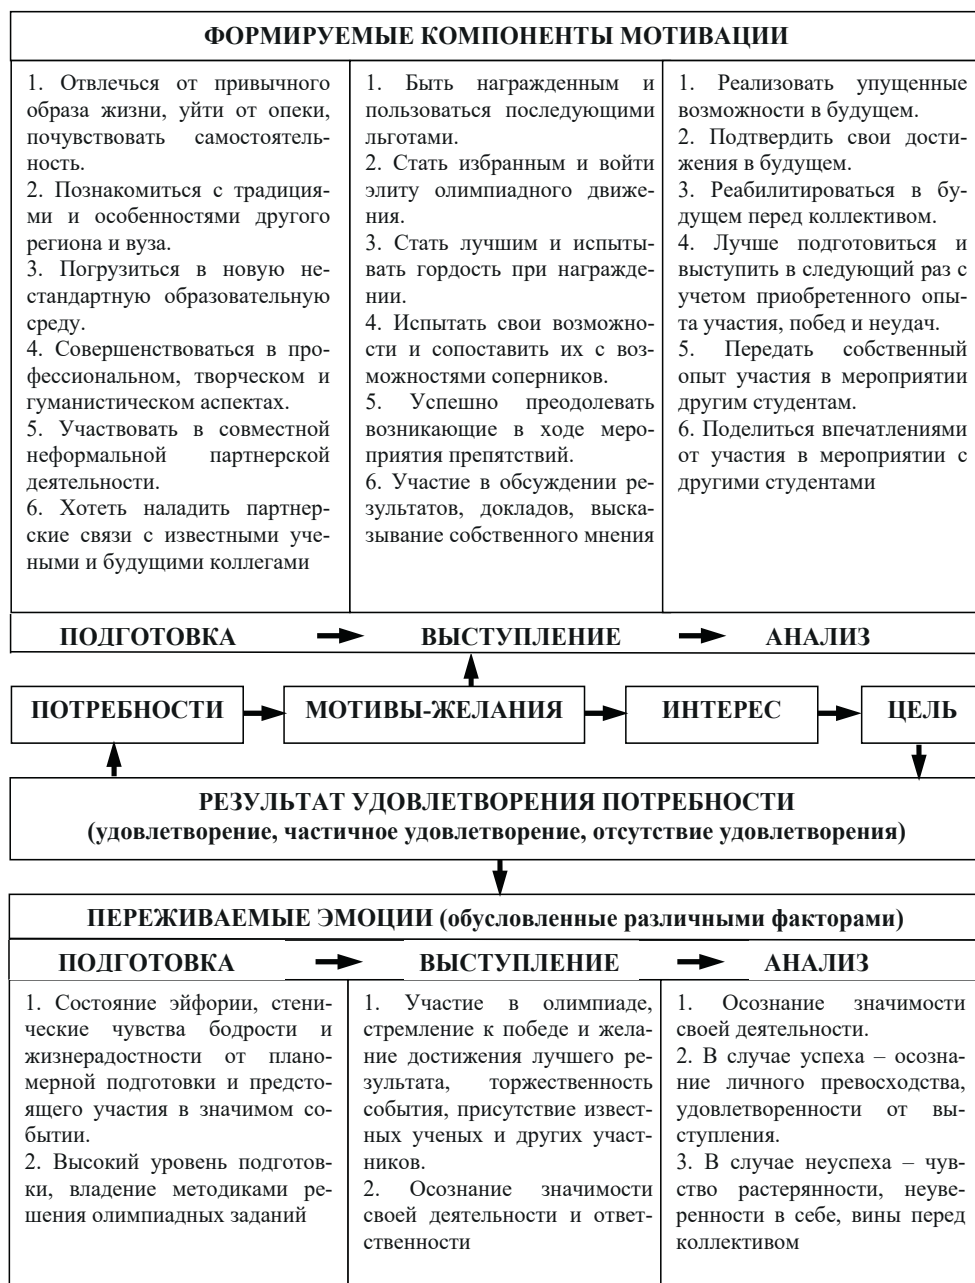 ФОРМИРУЕМЫЕ КОМПОНЕНТЫ МОТИВАЦИИ
1. Отвлечься от привычного
образа жизни, уйти от опеки,
почувствовать самостоятель-
ность.
2. Познакомиться с традиция-
ми и особенностями другого
региона и вуза.
3. Погрузиться в новую не-
стандартную образовательную
среду.
4. Совершенствоваться в про-
фессиональном, творческом и
гуманистическом аспектах.
5. Участвовать в совместной
неформальной партнерской
деятельности.
6. Хотеть наладить партнер-
ские связи с известными уче-
ными и будущими коллегами
1. Быть награжденным и
пользоваться последующими
льготами.
2. Стать избранным и войти
элиту олимпиадного движе-
ния.
3. Стать лучшим и испыты-
вать гордость при награжде-
нии.
4. Испытать свои возможно-
сти и сопоставить их с воз-
можностями соперников.
5. Успешно преодолевать
возникающие в ходе меро-
приятия препятствий.
6. Участие в обсуждении ре-
зультатов, докладов, выска-
зывание собственного мнения
1. Реализовать упущенные
возможности в будущем.
2. Подтвердить свои дости-
жения в будущем.
3. Реабилитироваться в бу-
дущем перед коллективом.
4. Лучше подготовиться и
выступить в следующий раз с
учетом приобретенного опы-
та участия, побед и неудач.
5. Передать собственный
опыт участия в мероприятии
другим студентам.
6. Поделиться впечатлениями
от участия в мероприятии с
другими студентами
ПОДГОТОВКА ВЫСТУПЛЕНИЕ АНАЛИЗ
ПОТРЕБНОСТИ МОТИВЫ-ЖЕЛАНИЯ ИНТЕРЕС ЦЕЛЬ
РЕЗУЛЬТАТ УДОВЛЕТВОРЕНИЯ ПОТРЕБНОСТИ
(удовлетворение, частичное удовлетворение, отсутствие удовлетворения)
ПЕРЕЖИВАЕМЫЕ ЭМОЦИИ (обусловленные различными факторами)
ПОДГОТОВКА ВЫСТУПЛЕНИЕ АНАЛИЗ
1. Состояние эйфории, стени-
ческие чувства бодрости и
жизнерадостности от плано-
мерной подготовки и предсто-
ящего участия в значимом со-
бытии.
2. Высокий уровень подготов-
ки, владение методиками ре-
шения олимпиадных заданий
1. Участие в олимпиаде,
стремление к победе и жела-
ние достижения лучшего ре-
зультата, торжественность
события, присутствие извест-
ных ученых и других участ-
ников.
2. Осознание значимости
своей деятельности и ответ-
ственности
1. Осознание значимости
своей деятельности.
2. В случае успеха – осозна-
ние личного превосходства,
удовлетворенности от вы-
ступления.
3. В случае неуспеха – чув-
ство растерянности, неуве-
ренности в себе, вины перед
коллективом